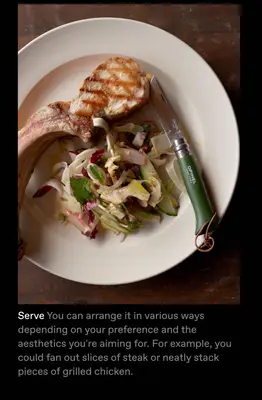 Serve You can arrange it in various ways
depending on your preference and the
aesthetics you're aiming for. For example, you
could fan out slices of steak or neatly stack
pieces of grilled chicken.